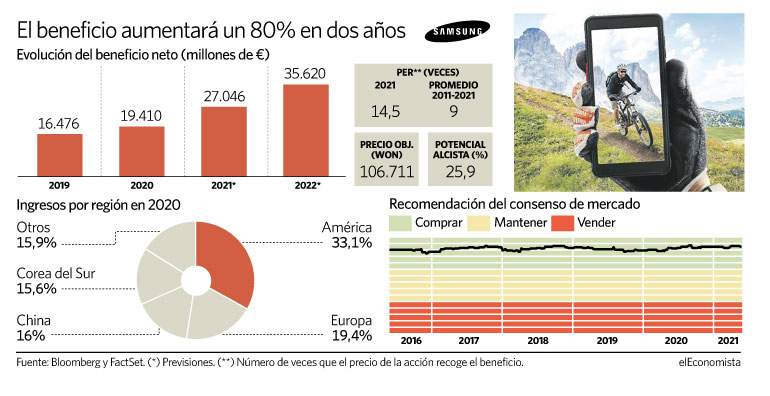 El beneficio aumentará un 80% en dos años
SAMSUNG
Evolución del beneficio neto (millones de €)
16.476
19.410
27.046
35.620
2019
2020
2021*
2022*
PER** (VECES)
2021
PROMEDIO
2011-2021
14,5
9
PRECIO OBJ.
(WON)
106.711
POTENCIAL
ALCISTA (%)
25,9
Ingresos por región en 2020
Otros
15,9%
Corea del Sur
15,6%
China
16%
América
33,1%
Europa
19,4%
Recomendación del consenso de mercado
Comprar
Mantener
Vender
2016
2017
2018
2019
2020
2021
Fuente: Bloomberg y FactSet. (*) Previsiones. (**) Número de veces que el precio de la acción recoge el beneficio.
elEconomista